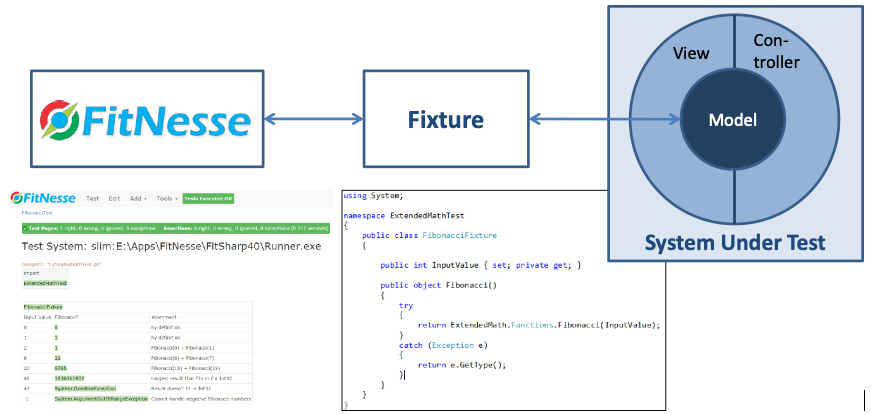 FitNesse
Fixture
View
Con-
troller
Model
System Under Test
FitNesse Test Edit Add Tools Tests Executed OK
FibonacciTest
Test Pages: 1 right, 0 wrong, 0 ignored, 0 exceptions Assertions: 8 right, 0 wrong, 0 ignored, 0 exceptions (0.717 seconds)
Test System: slim:E:\Apps\FitNesse\FitSharp40\Runner.exe
import
ExtendedMathTest
Fibonacci Fixture
Input Value Fibonacci? #comment
0 0 by definition
1 1 by definition
2 1 Fibonacci(0) + Fibonacci(1)
8 21 Fibonacci(6) + Fibonacci(7)
20 6765 Fibonacci(18) + Fibonacci(19)
46 1836311903 Largest result that fits in C# Int32
47 System.OverflowException Result doesn't fit in Int32
-1 System.ArgumentOutOfRangeException Cannot handle negative Fibonacci numbers
using System;
namespace ExtendedMathTest
{
public class FibonacciFixture
{
public int InputValue { set; private get; }
public object Fibonacci()
{
try
{
return ExtendedMath.Functions.Fibonacci(InputValue);
}
catch (Exception e)
{
return e.GetType();
}
}
}
}